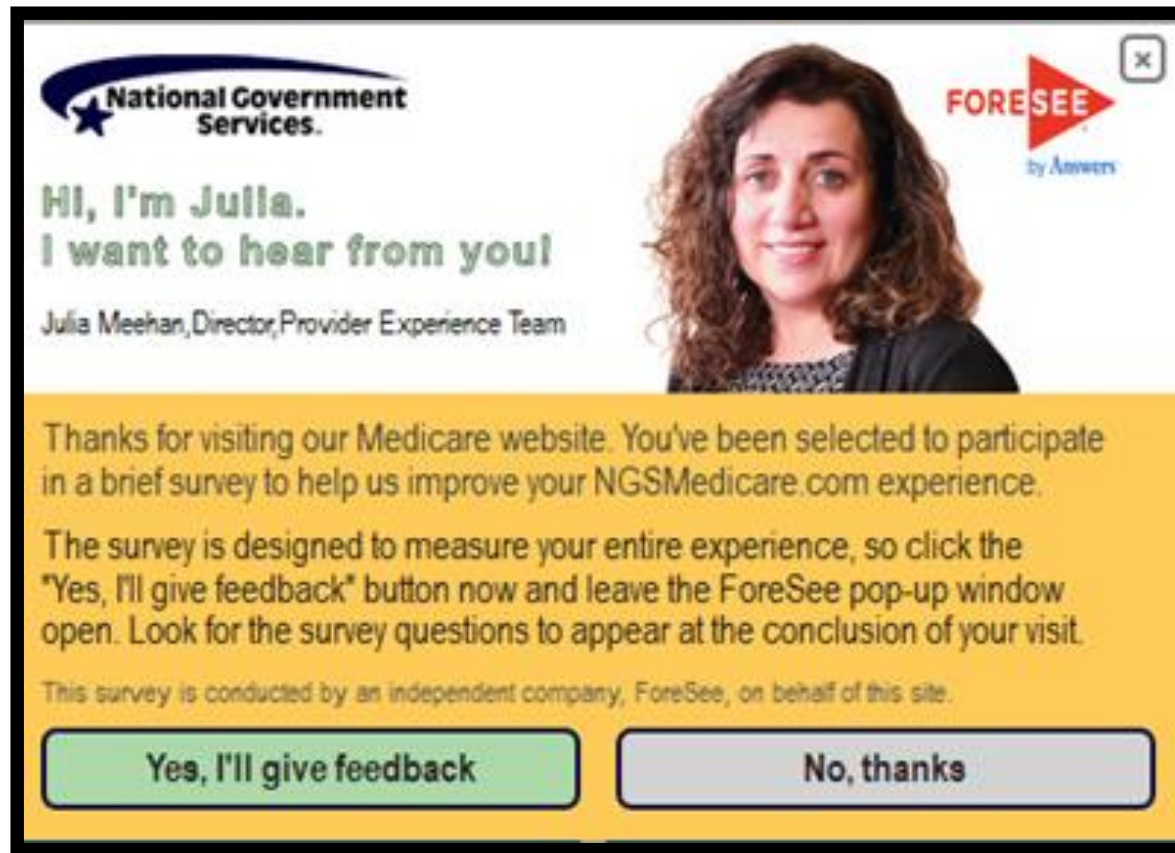 National Government
Services.
FORESEE
by Answers
Hi, I'm Julia.
I want to hear from you!
Julia Meehan,Director,Provider Experience Team
Thanks for visiting our Medicare website. You've been selected to participate
in a brief survey to help us improve your NGSMedicare.com experience.
The survey is designed to measure your entire experience, so click the
"Yes, I'll give feedback" button now and leave the ForeSee pop-up window
open. Look for the survey questions to appear at the conclusion of your visit.
This survey is conducted by an independent company, ForeSee, on behalf of this site.
Yes, I'll give feedback
No, thanks